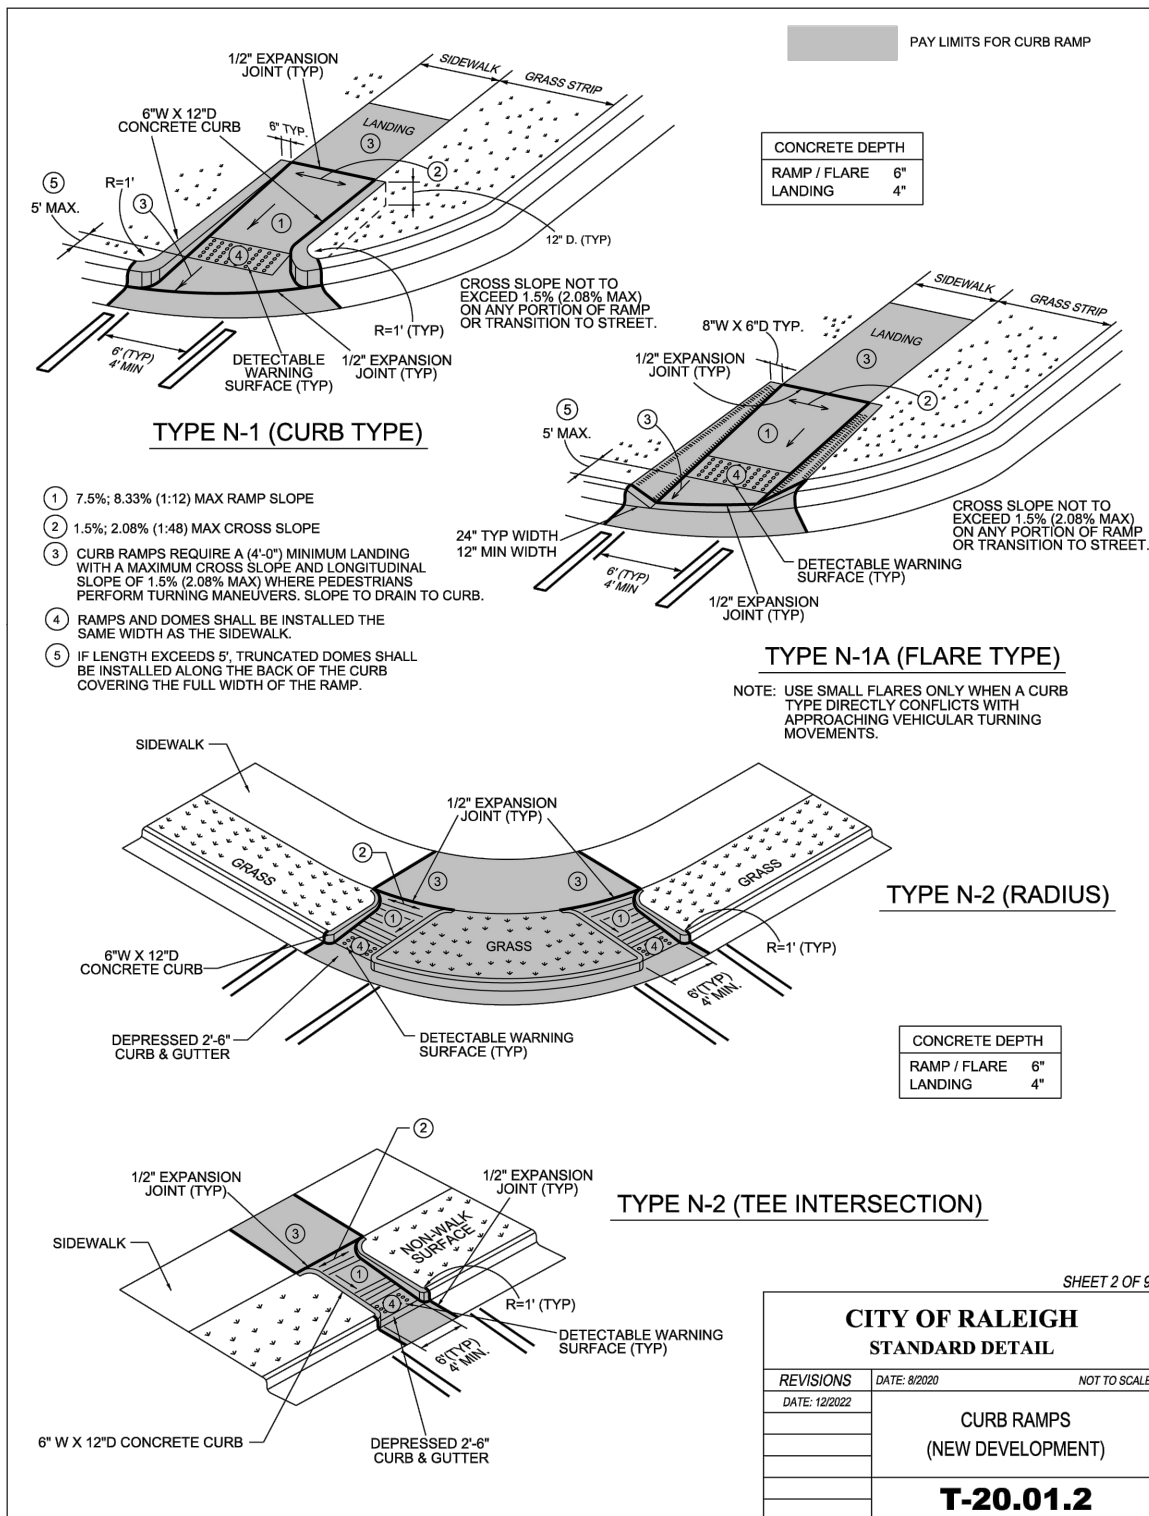 PAY LIMITS FOR CURB RAMP
CONCRETE DEPTH
RAMP / FLARE 6"
LANDING 4"
1/2" EXPANSION
JOINT (TYP)
SIDEWALK
GRASS STRIP
6"W X 12"D
CONCRETE CURB
6" TYP.
LANDING
3
2
5
R=1'
5' MAX.
3
1
4
12" D. (TYP)
CROSS SLOPE NOT TO
EXCEED 1.5% (2.08% MAX)
ON ANY PORTION OF RAMP
OR TRANSITION TO STREET.
R=1' (TYP)
6' (TYP)
4' MIN
DETECTABLE
WARNING
SURFACE (TYP)
1/2" EXPANSION
JOINT (TYP)
TYPE N-1 (CURB TYPE)
SIDEWALK
GRASS STRIP
8"W X 6"D TYP.
LANDING
3
1/2" EXPANSION
JOINT (TYP)
2
5
5' MAX.
3
1
4
24" TYP WIDTH
12" MIN WIDTH
6' (TYP)
4' MIN
CROSS SLOPE NOT TO
EXCEED 1.5% (2.08% MAX)
ON ANY PORTION OF RAMP
OR TRANSITION TO STREET.
DETECTABLE WARNING
SURFACE (TYP)
1/2" EXPANSION
JOINT (TYP)
TYPE N-1A (FLARE TYPE)
NOTE: USE SMALL FLARES ONLY WHEN A CURB
TYPE DIRECTLY CONFLICTS WITH
APPROACHING VEHICULAR TURNING
MOVEMENTS.
1 7.5%; 8.33% (1:12) MAX RAMP SLOPE
2 1.5%; 2.08% (1:48) MAX CROSS SLOPE
3 CURB RAMPS REQUIRE A (4'-0") MINIMUM LANDING
WITH A MAXIMUM CROSS SLOPE AND LONGITUDINAL
SLOPE OF 1.5% (2.08% MAX) WHERE PEDESTRIANS
PERFORM TURNING MANEUVERS. SLOPE TO DRAIN TO CURB.
4 RAMPS AND DOMES SHALL BE INSTALLED THE
SAME WIDTH AS THE SIDEWALK.
5 IF LENGTH EXCEEDS 5', TRUNCATED DOMES SHALL
BE INSTALLED ALONG THE BACK OF THE CURB
COVERING THE FULL WIDTH OF THE RAMP.
SIDEWALK
1/2" EXPANSION
JOINT (TYP)
2
3
3
GRASS
GRASS
1
1
4
4
GRASS
TYPE N-2 (RADIUS)
R=1' (TYP)
6"W X 12"D
CONCRETE CURB
6'(TYP)
4' MIN.
DEPRESSED 2'-6"
CURB & GUTTER
DETECTABLE WARNING
SURFACE (TYP)
CONCRETE DEPTH
RAMP / FLARE 6"
LANDING 4"
2
1/2" EXPANSION
JOINT (TYP)
1/2" EXPANSION
JOINT (TYP)
TYPE N-2 (TEE INTERSECTION)
SIDEWALK
3
NON-WALK
SURFACE
1
4
R=1' (TYP)
DETECTABLE WARNING
SURFACE (TYP)
6'(TYP)
4' MIN.
6" W X 12"D CONCRETE CURB
DEPRESSED 2'-6"
CURB & GUTTER
SHEET 2 OF 9
CITY OF RALEIGH
STANDARD DETAIL
REVISIONS DATE: 8/2020 NOT TO SCALE
DATE: 12/2022
CURB RAMPS
(NEW DEVELOPMENT)
T-20.01.2